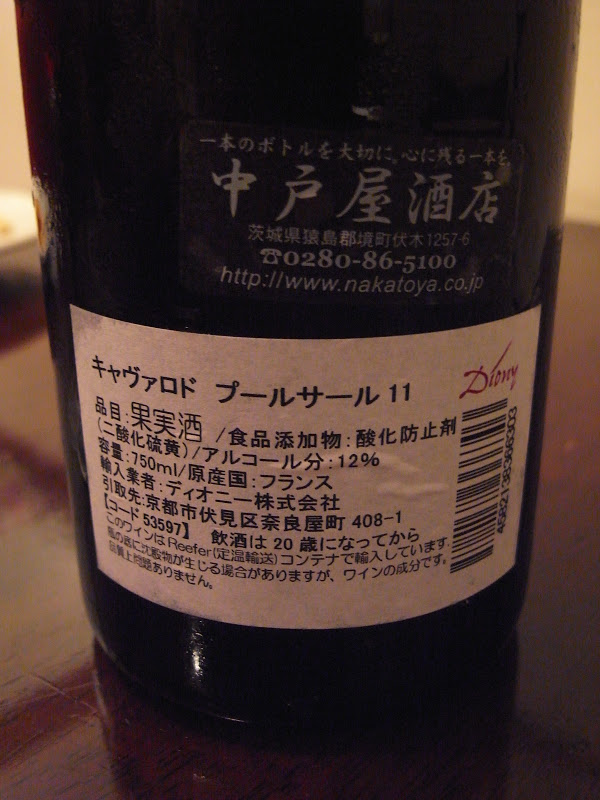 一本のボトルを大切に。心に残る一本を。
中戸屋酒店
茨城県猿島郡境町伏木1257-6
☎0280-86-5100
http://www.nakatoya.co.jp
キャヴァロド プールサール 11
Diony
品目:果実酒 /食品添加物:酸化防止剤
(二酸化硫黄)/アルコール分:12%
容量:750ml/原産国:フランス
輸入業者:ディオニー株式会社
引取先:京都市伏見区奈良屋町 408-1
【コード 53597】 飲酒は 20 歳になってから
このワインはReefer(定温輸送)コンテナで輸入しています。
瓶の底に沈殿物が生じる場合がありますが、ワインの成分です。
品質上問題ありません。